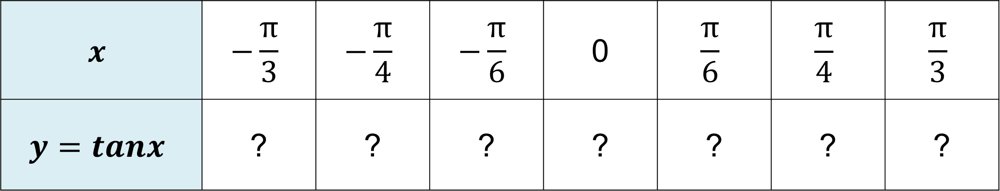 x −π/3 −π/4 −π/6 0 π/6 π/4 π/3
y = tanx ? ? ? ? ? ? ?